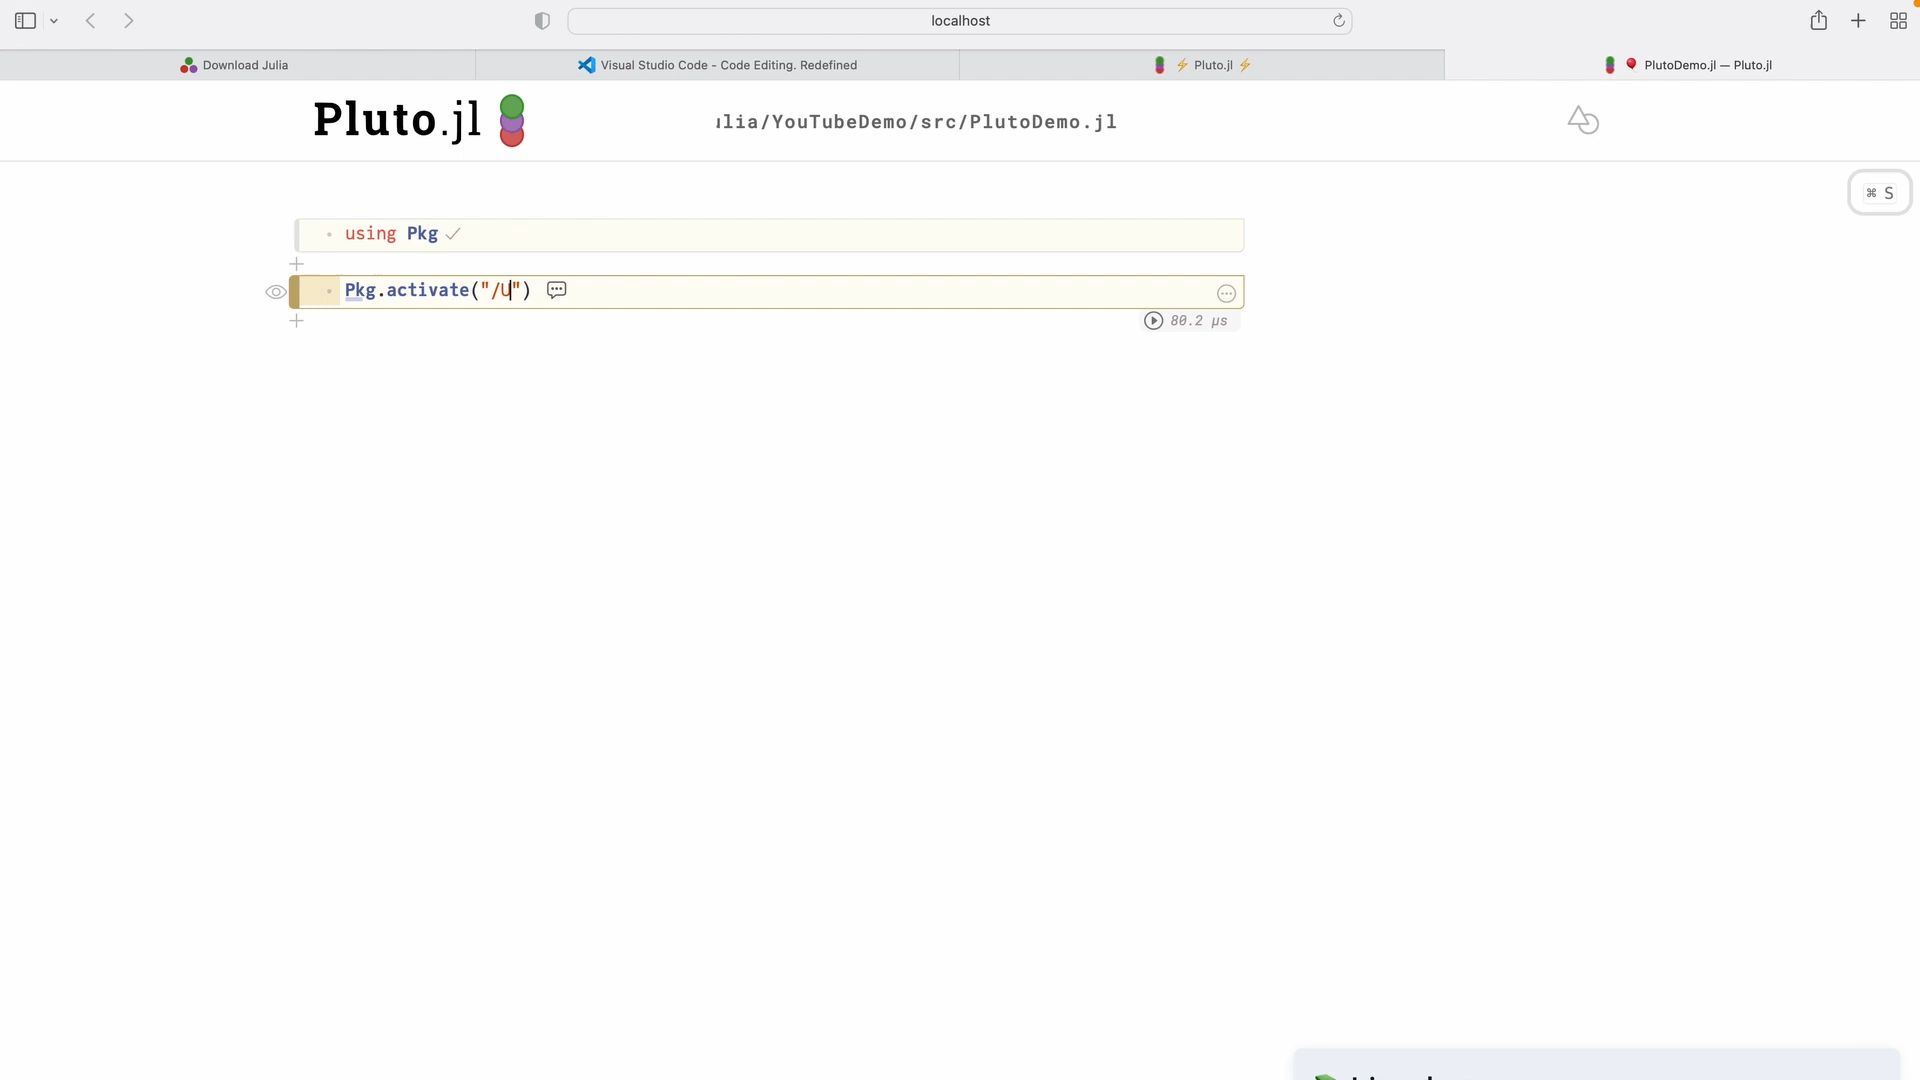 localhost
Download Julia
Visual Studio Code - Code Editing. Redefined
⚡ Pluto.jl ⚡
🎈 PlutoDemo.jl — Pluto.jl
Pluto.jl
lia/YouTubeDemo/src/PlutoDemo.jl
⌘ S
using Pkg
Pkg.activate("/U")
80.2 μs